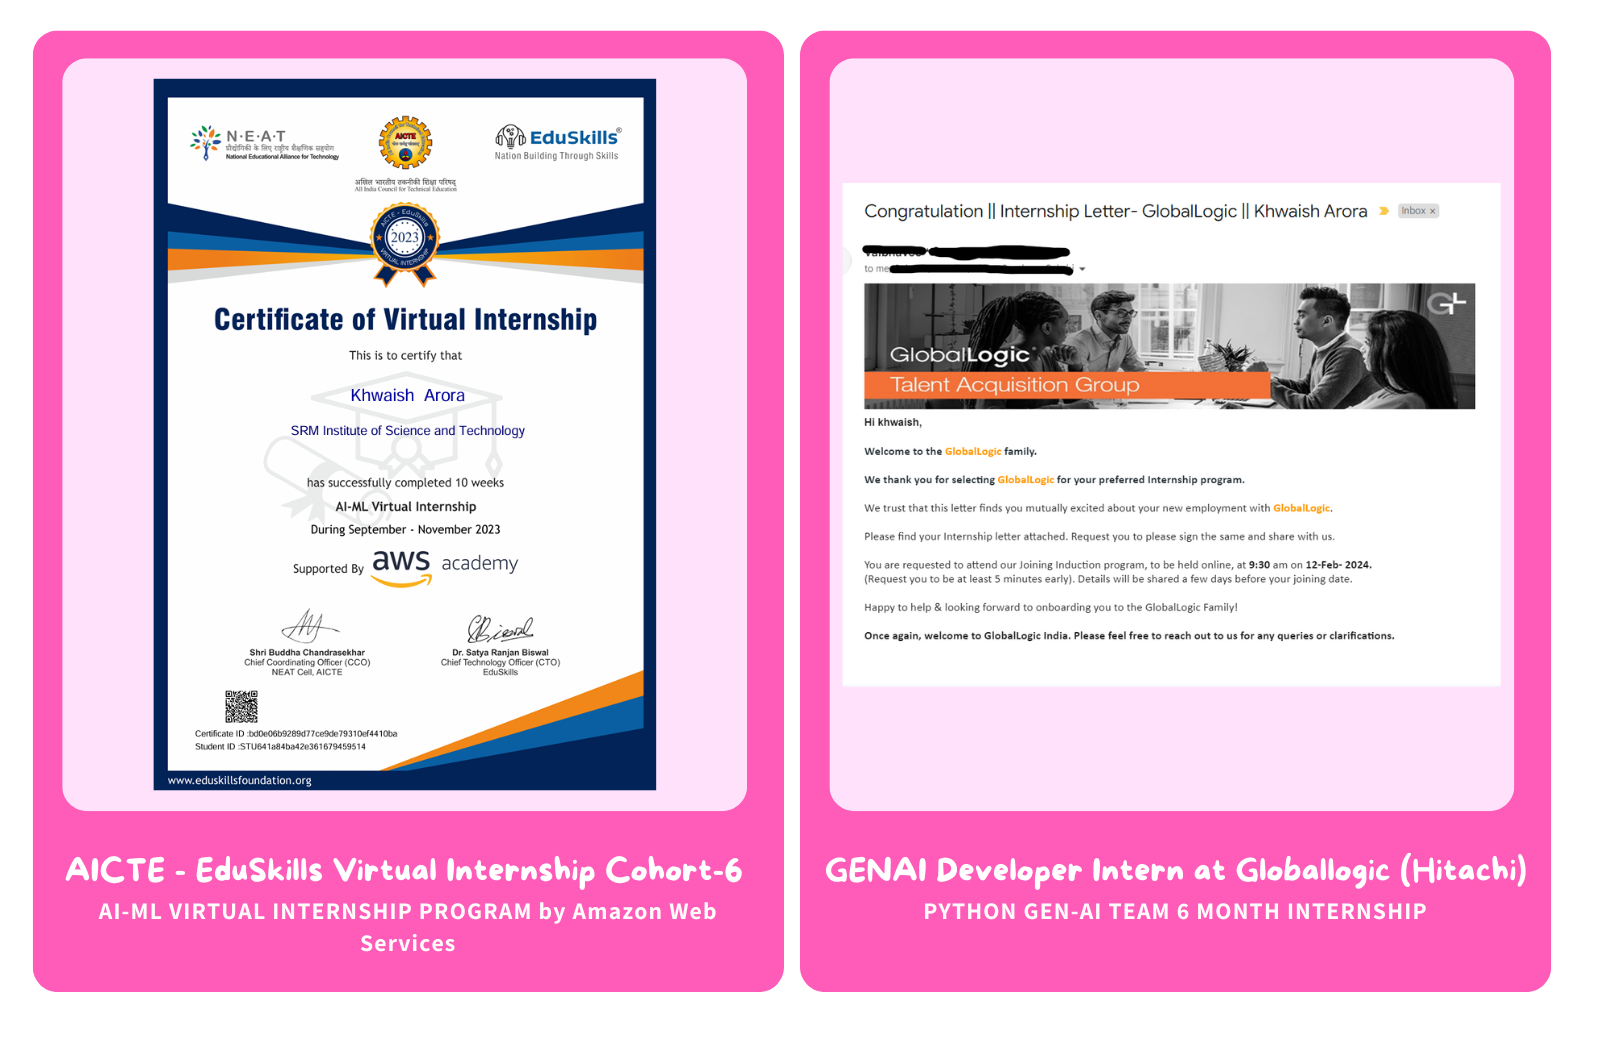 N·E·A·T
प्रौद्योगिकी के लिए राष्ट्रीय शैक्षणिक सहयोग
National Educational Alliance for Technology
AICTE
अखिल भारतीय तकनीकी शिक्षा परिषद्
All India Council for Technical Education
EduSkills®
Nation Building Through Skills
AICTE - EduSkills
2023
VIRTUAL INTERNSHIP
Certificate of Virtual Internship
This is to certify that
Khwaish Arora
SRM Institute of Science and Technology
has successfully completed 10 weeks
AI-ML Virtual Internship
During September - November 2023
Supported By aws academy
Shri Buddha Chandrasekhar
Chief Coordinating Officer (CCO)
NEAT Cell, AICTE
Dr. Satya Ranjan Biswal
Chief Technology Officer (CTO)
EduSkills
Certificate ID :bd0e06b9289d77ce9de79310ef4410ba
Student ID :STU641a84ba42e361679459514
www.eduskillsfoundation.org
AICTE - EduSkills Virtual Internship Cohort-6
AI-ML VIRTUAL INTERNSHIP PROGRAM by Amazon Web
Services
Congratulation || Internship Letter- GlobalLogic || Khwaish Arora
Inbox ×
to me
GlobalLogic
G+L
Talent Acquisition Group
Hi khwaish,
Welcome to the GlobalLogic family.
We thank you for selecting GlobalLogic for your preferred Internship program.
We trust that this letter finds you mutually excited about your new employment with GlobalLogic.
Please find your Internship letter attached. Request you to please sign the same and share with us.
You are requested to attend our Joining Induction program, to be held online, at 9:30 am on 12-Feb- 2024.
(Request you to be at least 5 minutes early). Details will be shared a few days before your joining date.
Happy to help & looking forward to onboarding you to the GlobalLogic Family!
Once again, welcome to GlobalLogic India. Please feel free to reach out to us for any queries or clarifications.
GENAI Developer Intern at Globallogic (Hitachi)
PYTHON GEN-AI TEAM 6 MONTH INTERNSHIP